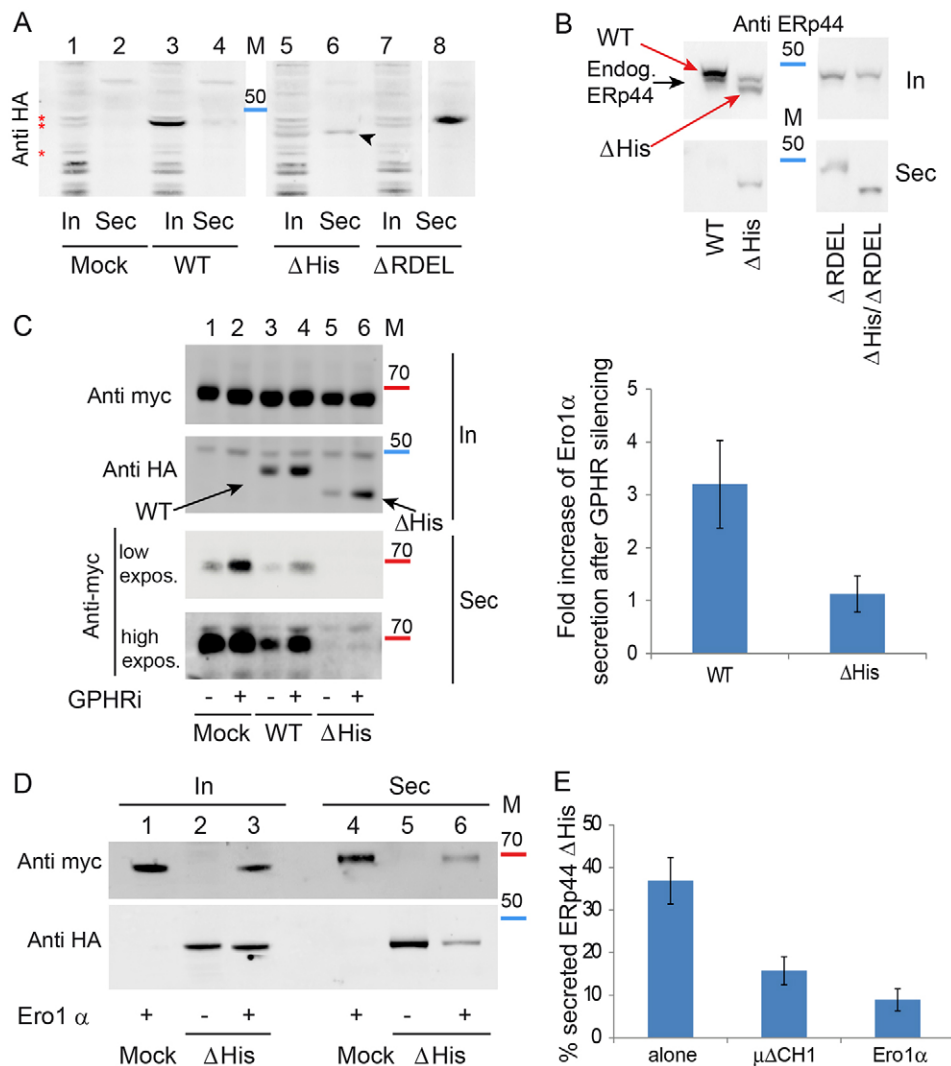 A
1 2 3 4 M 5 6 7 8
50
Anti HA
*
*
*
In Sec In Sec In Sec In Sec
Mock WT ΔHis ΔRDEL
B
Anti ERp44
WT
50
Endog.
ERp44
In
ΔHis
M
50
Sec
WT
ΔHis
ΔRDEL
ΔHis/ΔRDEL
C
1 2 3 4 5 6 M
70
Anti myc
In
50
Anti HA
WT
ΔHis
Anti-myc
low
expos.
70
Sec
high
expos.
70
GPHRi - + - + - +
Mock WT ΔHis
Fold increase of Ero1α
secretion after GPHR silencing
5
4
3
2
1
0
WT ΔHis
D
In Sec
M
1 2 3 4 5 6
70
Anti myc
50
Anti HA
Ero1 α + - + + - +
Mock ΔHis Mock ΔHis
E
% secreted ERp44 ΔHis
50
40
30
20
10
0
alone μΔCH1 Ero1α